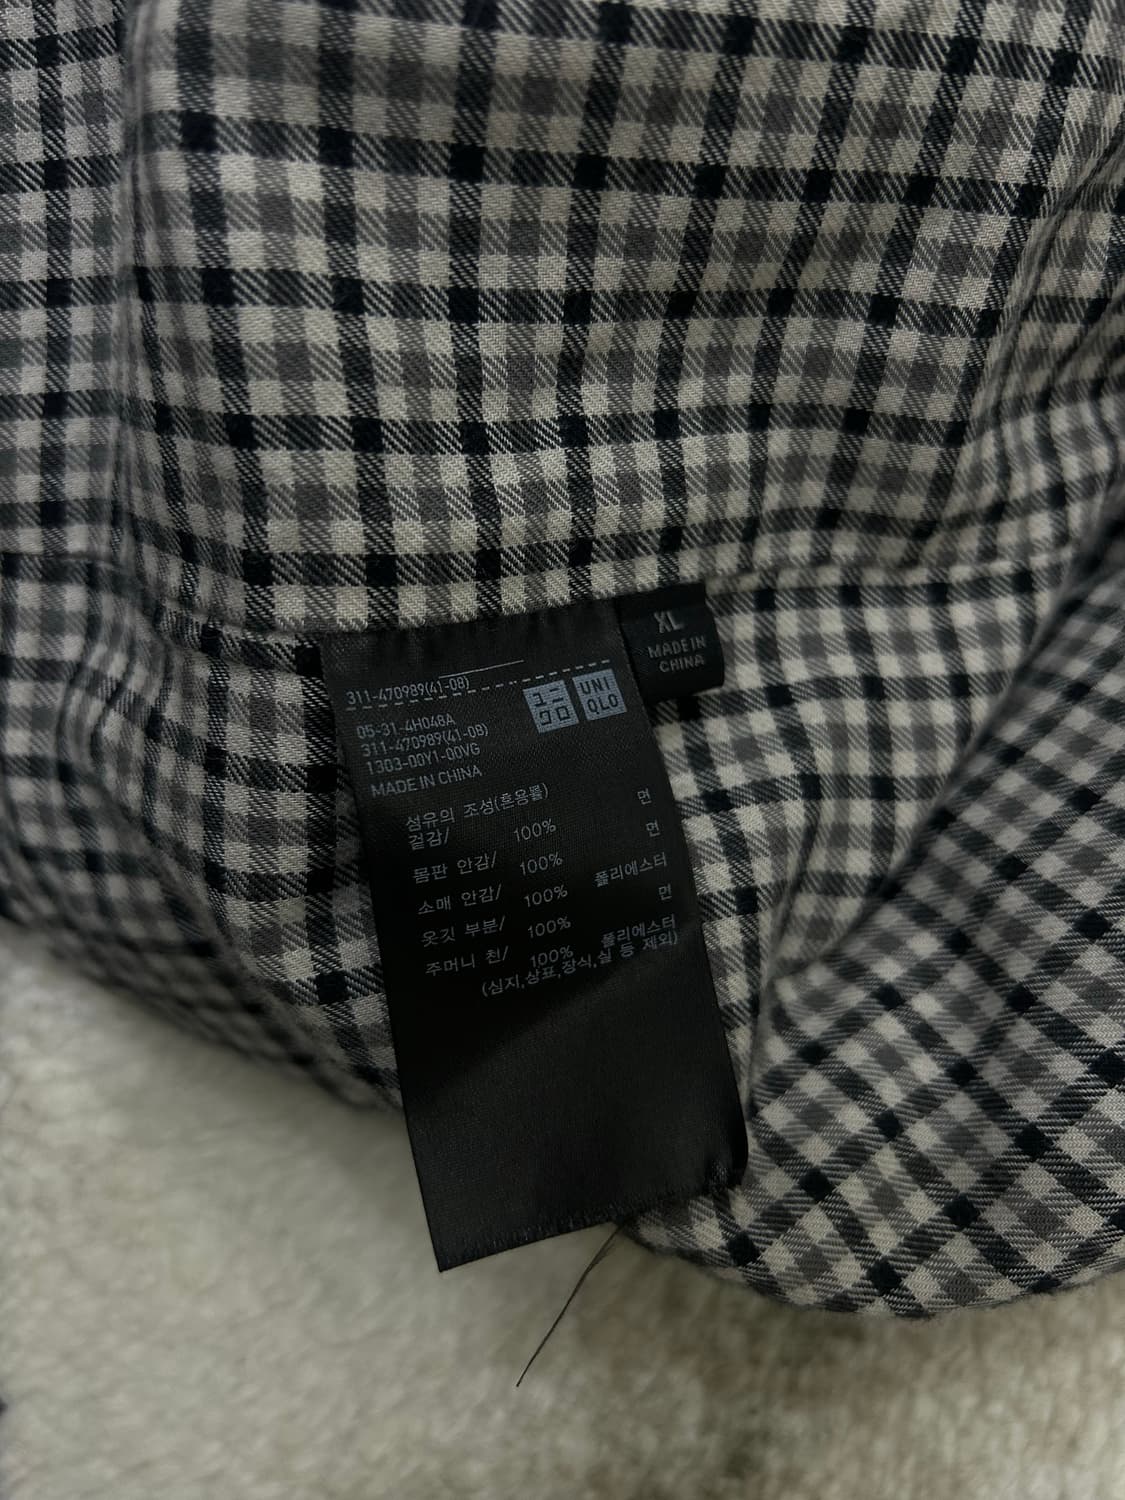 XL
MADE IN
CHINA
311-470989(41-08)
UNI
QLO
05-31-4H048A
311-470989(41-08)
1303-00Y1-00VG
MADE IN CHINA
섬유의 조성(혼용률)
겉감/ 100% 면
몸판 안감/ 100% 면
소매 안감/ 100% 폴리에스터
옷깃 부분/ 100% 면
주머니 천/ 100% 폴리에스터
(심지,상표,장식,실 등 제외)